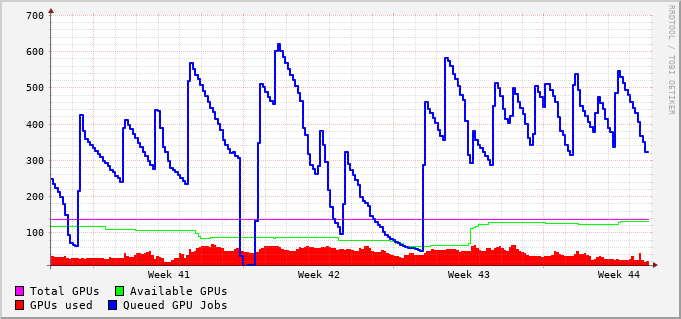 700
600
500
400
300
200
100
Week 41 Week 42 Week 43 Week 44
Total GPUs Available GPUs
GPUs used Queued GPU Jobs
RRDTOOL / TOBI OETIKER